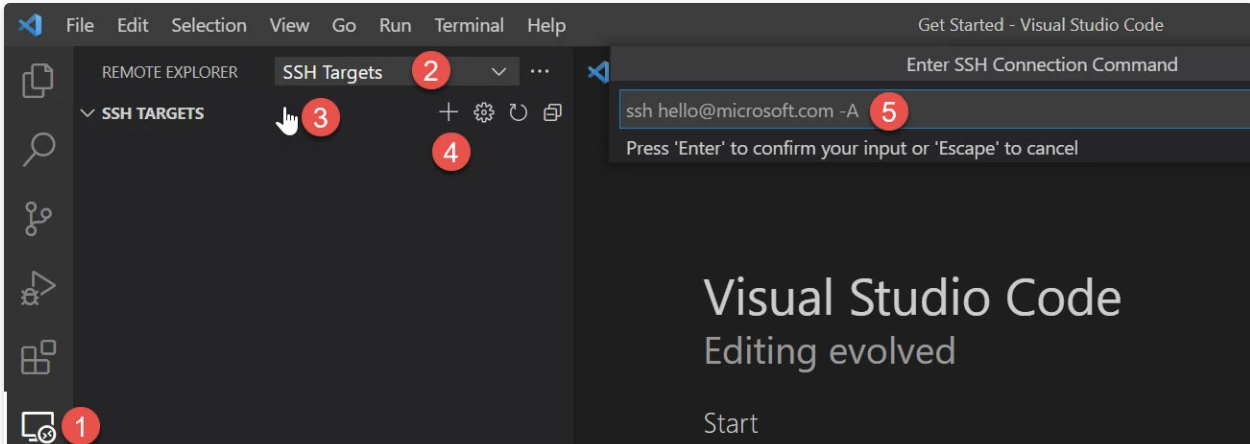 File Edit Selection View Go Run Terminal Help
Get Started - Visual Studio Code
REMOTE EXPLORER
SSH Targets
2
Enter SSH Connection Command
SSH TARGETS
3
4
ssh hello@microsoft.com -A
5
Press 'Enter' to confirm your input or 'Escape' to cancel
Visual Studio Code
Editing evolved
Start
1